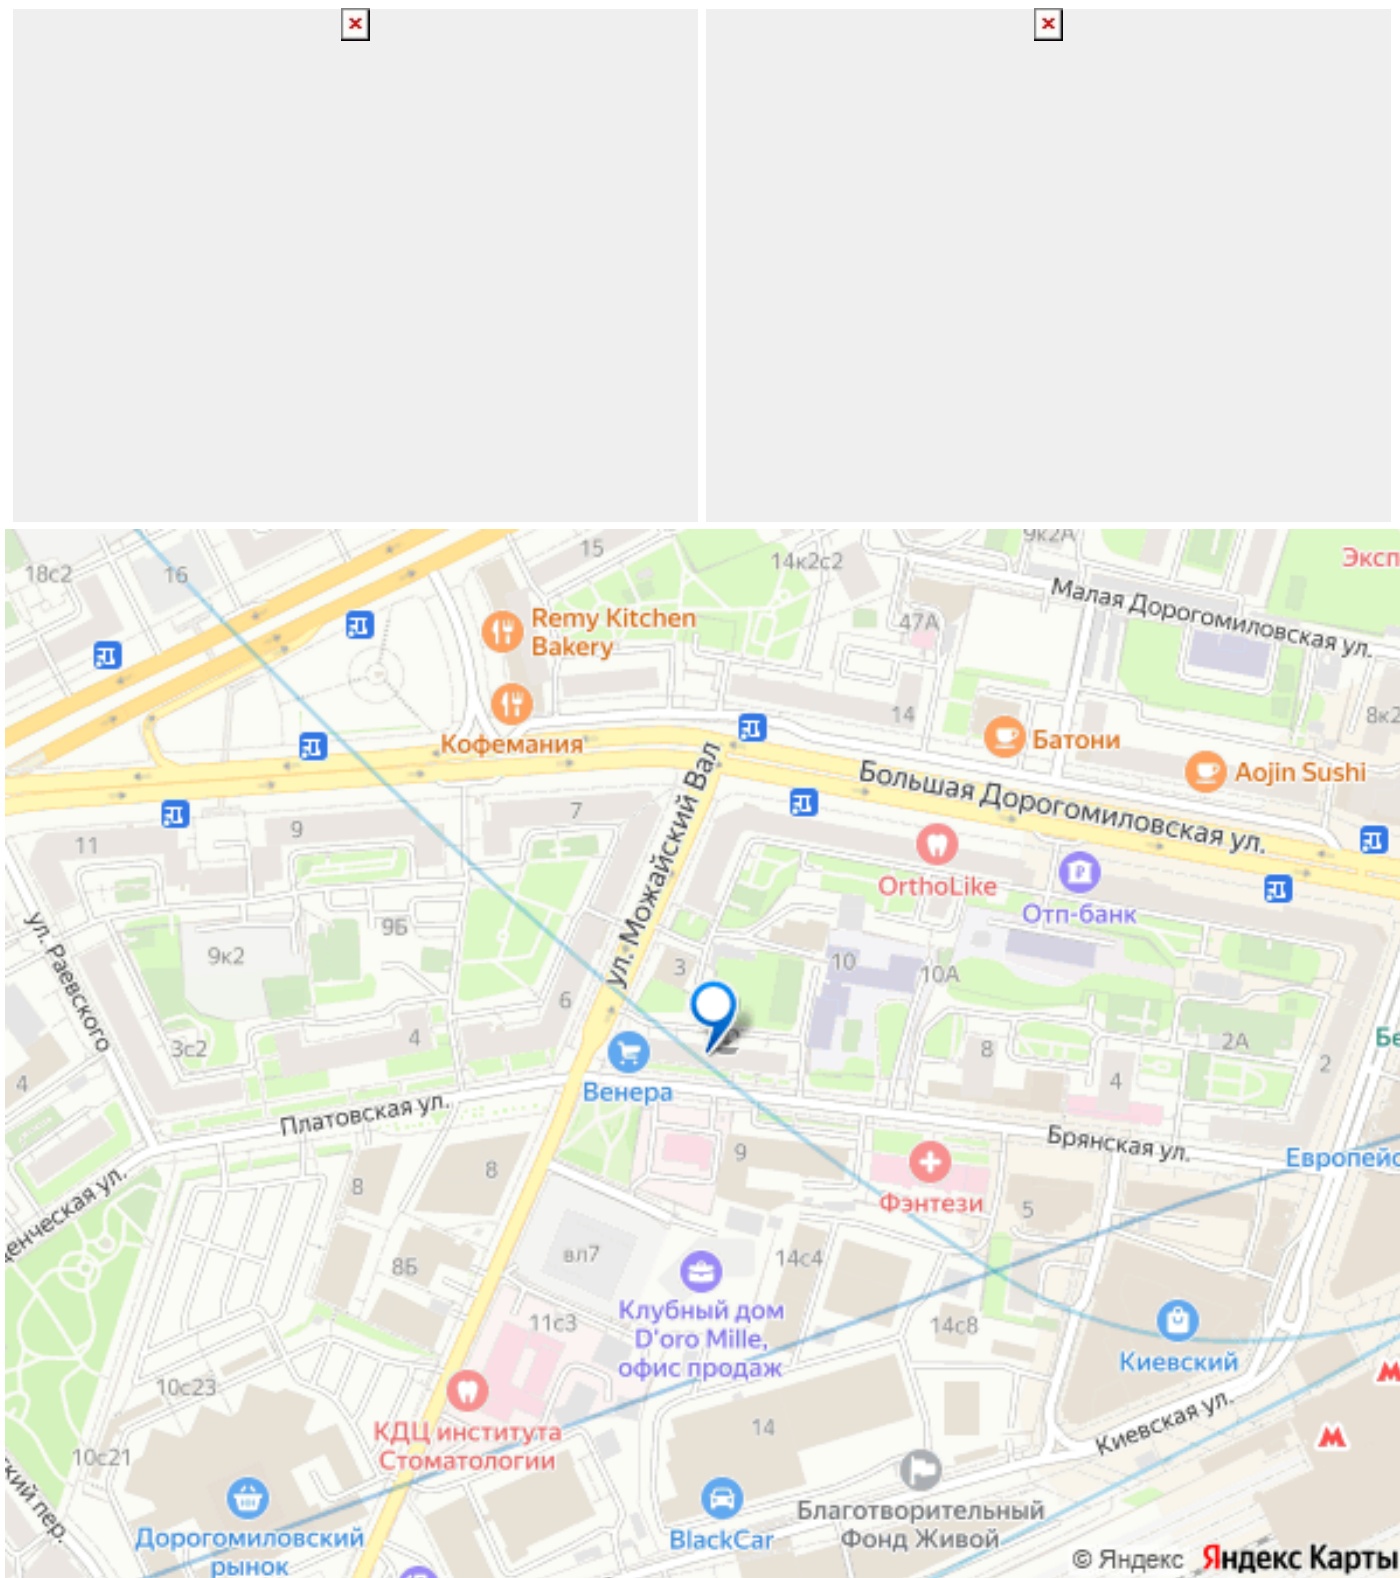 9к2А
15
14к2с2
Эксп
18с2
16
Малая Дорогомиловская ул.
Remy Kitchen
Bakery
47А
14
8к2
Кофемания
Батони
Aojin Sushi
ул. Можайский Вал
Большая Дорогомиловская ул.
7
9
11
OrthoLike
Отп-банк
ул. Раевского
9Б
9к2
3
10
10А
6
4
3с2
2
8
2А
2
Бе
4
Венера
4
Платовская ул.
Брянская ул.
9
Европейс
8
8
Фэнтези
5
денческая ул.
вл7
14с4
8Б
Клубный дом
D'oro Mille,
офис продаж
11с3
14с8
Киевский
10с23
КДЦ института
Стоматологии
14
Киевская ул.
10с21
ский пер.
Благотворительный
Фонд Живой
Дорогомиловский
рынок
BlackCar
© Яндекс Яндекс Карты